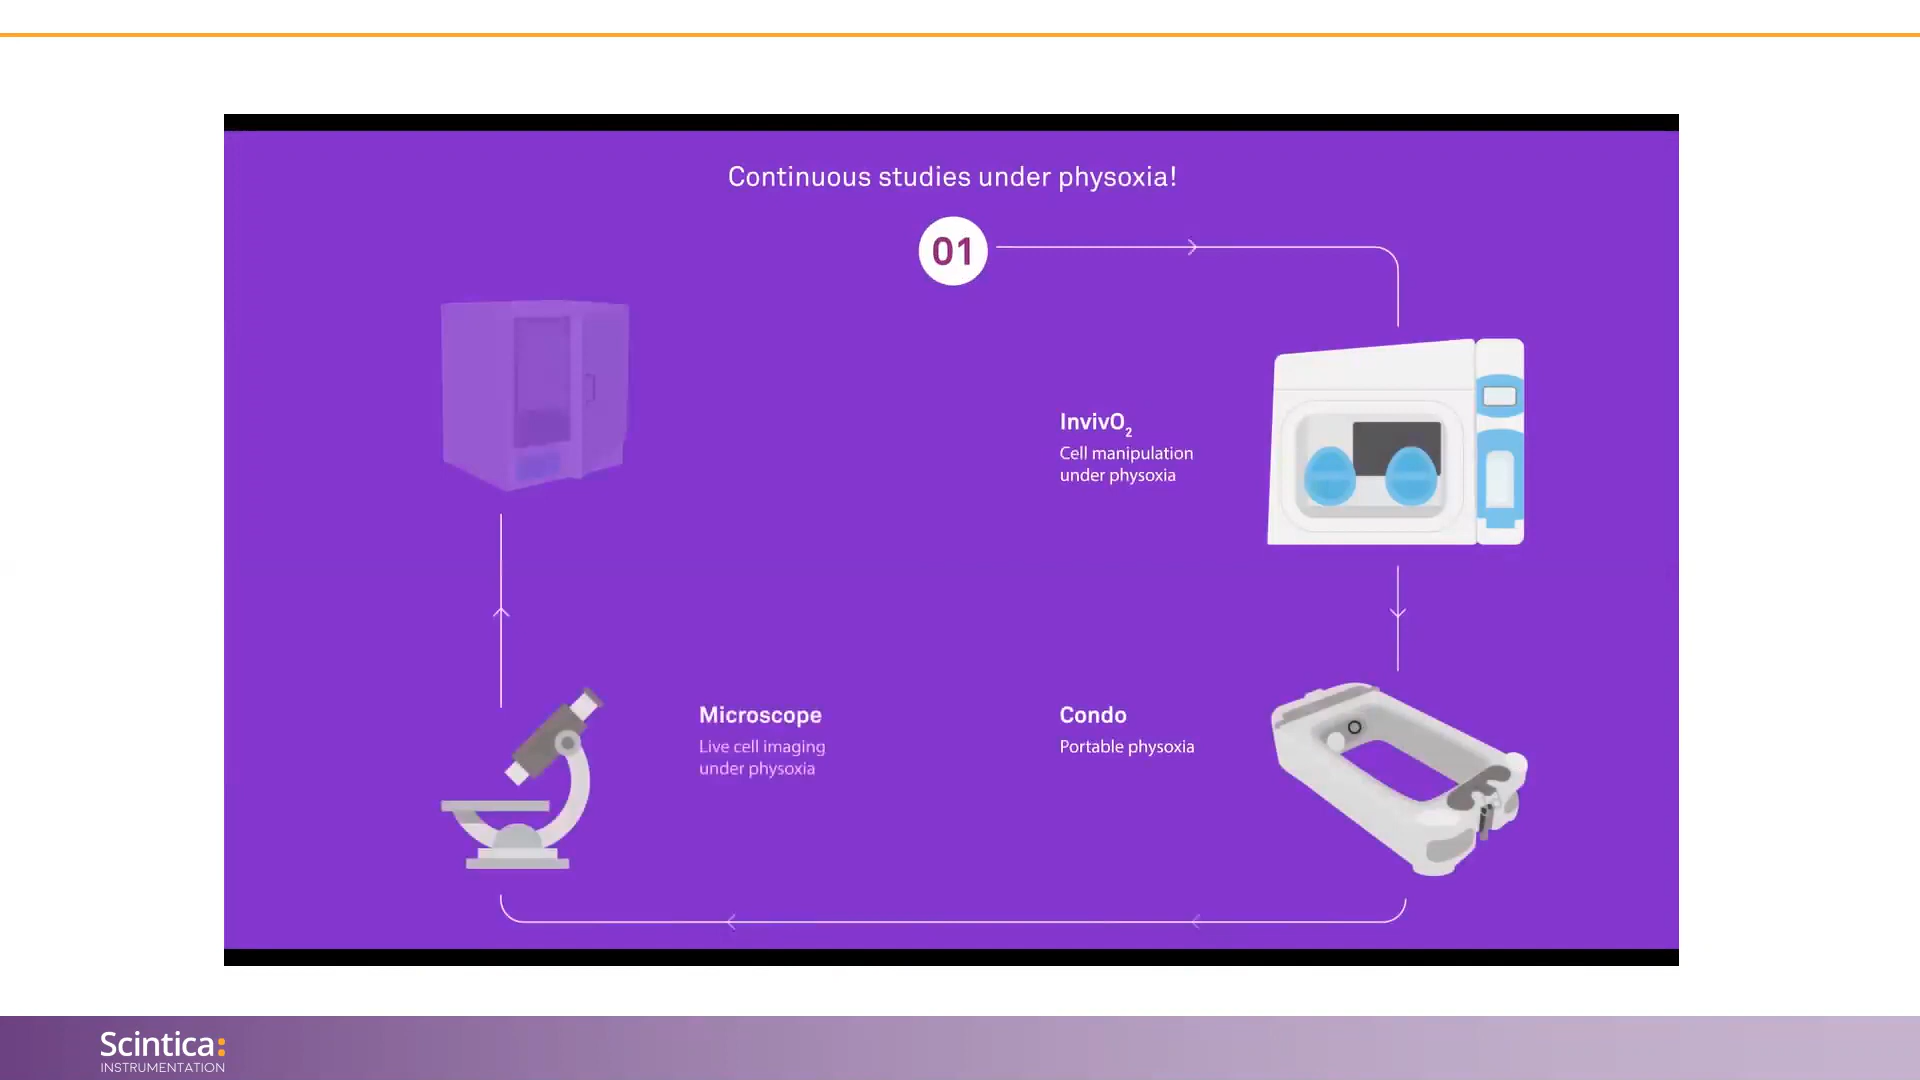 Continuous studies under physoxia!
01
InvivO₂
Cell manipulation
under physoxia
Microscope
Live cell imaging
under physoxia
Condo
Portable physoxia
Scintica:
INSTRUMENTATION